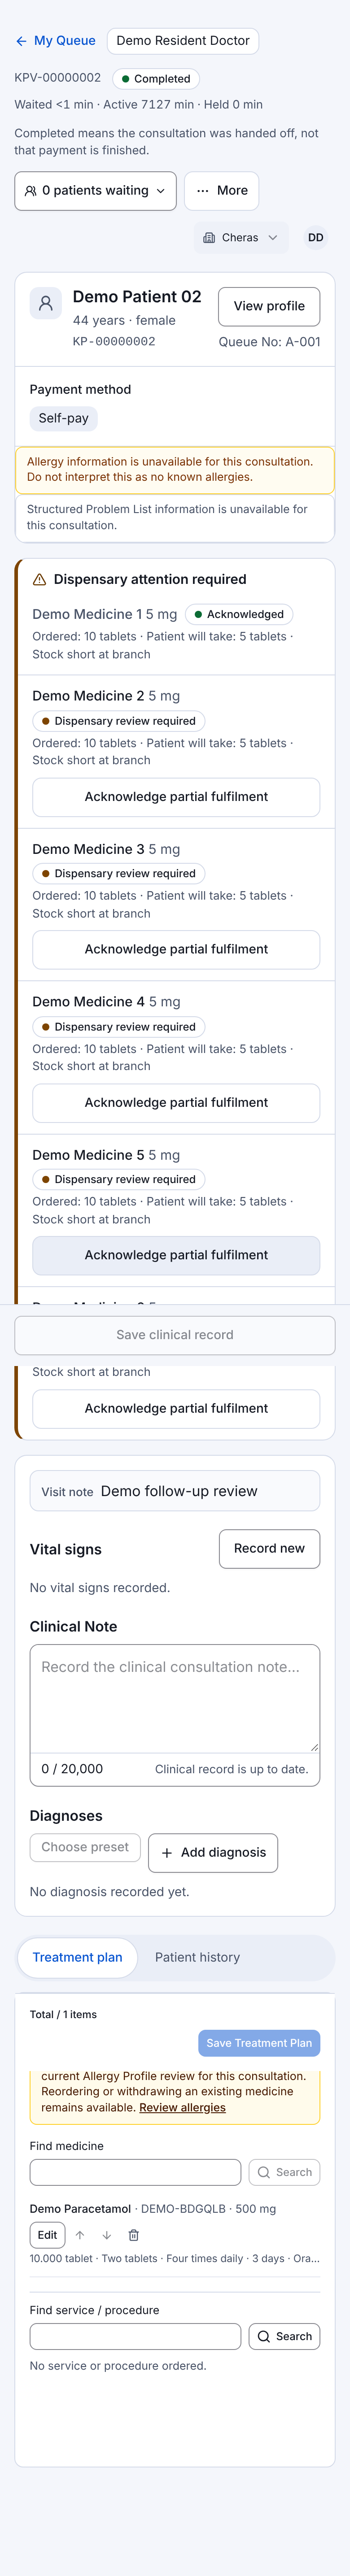 ← My Queue
Demo Resident Doctor
KPV-00000002
Completed
Waited <1 min · Active 7127 min · Held 0 min
Completed means the consultation was handed off, not
that payment is finished.
0 patients waiting
··· More
Cheras
DD
Demo Patient 02
View profile
44 years · female
KP-00000002
Queue No: A-001
Payment method
Self-pay
Allergy information is unavailable for this consultation.
Do not interpret this as no known allergies.
Structured Problem List information is unavailable for
this consultation.
Dispensary attention required
Demo Medicine 1 5 mg
Acknowledged
Ordered: 10 tablets · Patient will take: 5 tablets ·
Stock short at branch
Demo Medicine 2 5 mg
Dispensary review required
Ordered: 10 tablets · Patient will take: 5 tablets ·
Stock short at branch
Acknowledge partial fulfilment
Demo Medicine 3 5 mg
Dispensary review required
Ordered: 10 tablets · Patient will take: 5 tablets ·
Stock short at branch
Acknowledge partial fulfilment
Demo Medicine 4 5 mg
Dispensary review required
Ordered: 10 tablets · Patient will take: 5 tablets ·
Stock short at branch
Acknowledge partial fulfilment
Demo Medicine 5 5 mg
Dispensary review required
Ordered: 10 tablets · Patient will take: 5 tablets ·
Stock short at branch
Acknowledge partial fulfilment
Save clinical record
Stock short at branch
Acknowledge partial fulfilment
Visit note Demo follow-up review
Vital signs
Record new
No vital signs recorded.
Clinical Note
Record the clinical consultation note...
0 / 20,000
Clinical record is up to date.
Diagnoses
Choose preset
+ Add diagnosis
No diagnosis recorded yet.
Treatment plan
Patient history
Total / 1 items
Save Treatment Plan
current Allergy Profile review for this consultation.
Reordering or withdrawing an existing medicine
remains available. Review allergies
Find medicine
Search
Demo Paracetamol · DEMO-BDGQLB · 500 mg
Edit ↑ ↓
10.000 tablet · Two tablets · Four times daily · 3 days · Ora...
Find service / procedure
Search
No service or procedure ordered.